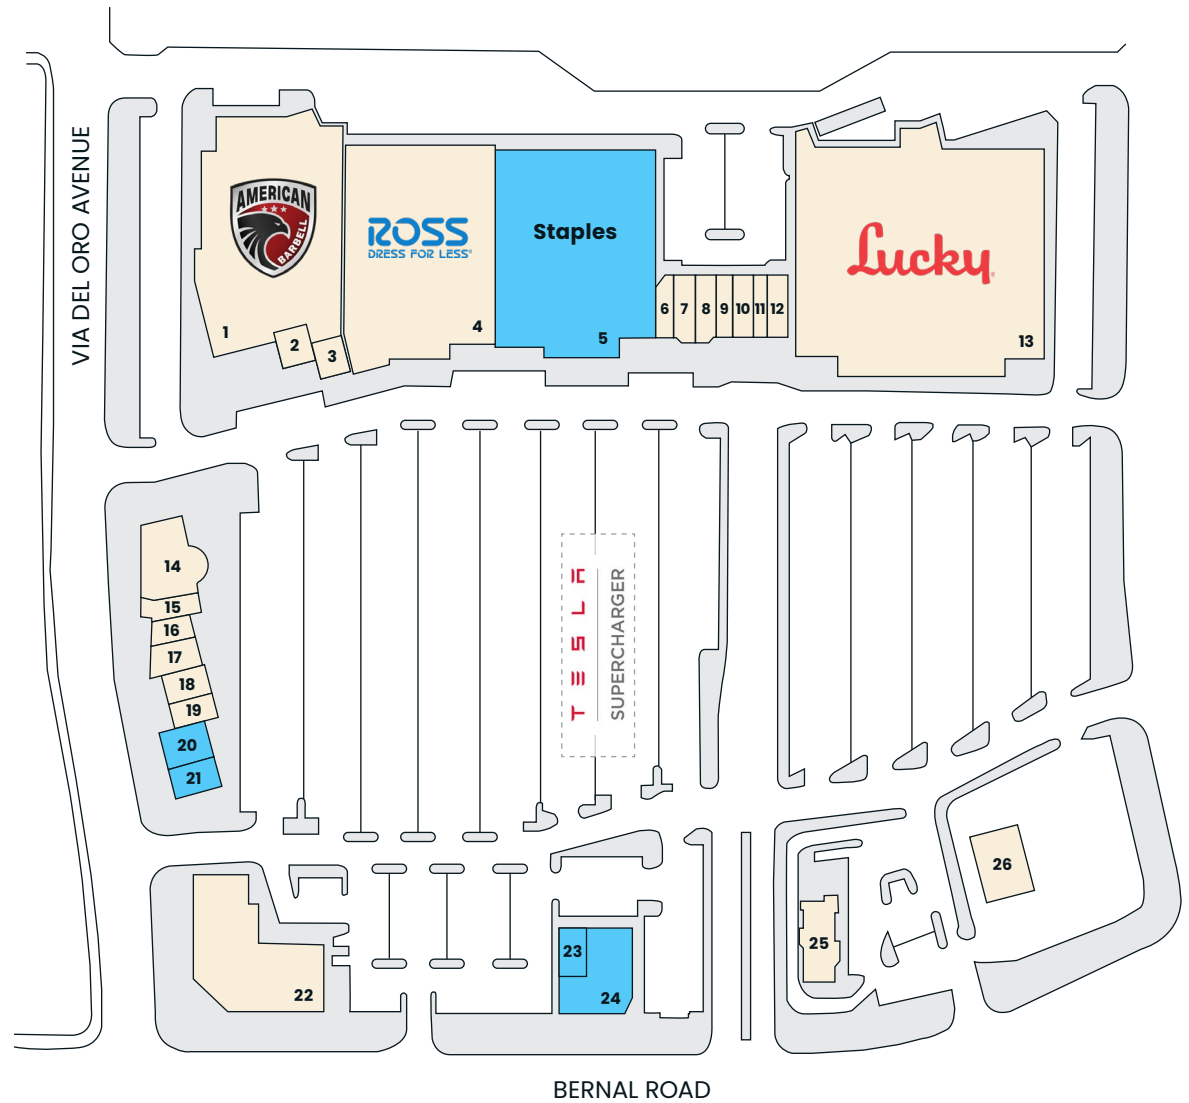 VIA DEL ORO AVENUE
AMERICAN
BARBELL
1
2
3
ROSS
DRESS FOR LESS®
4
Staples
5
6
7
8
9
10
11
12
Lucky
13
14
15
16
17
18
19
20
21
TESLA
SUPERCHARGER
22
23
24
25
26
BERNAL ROAD